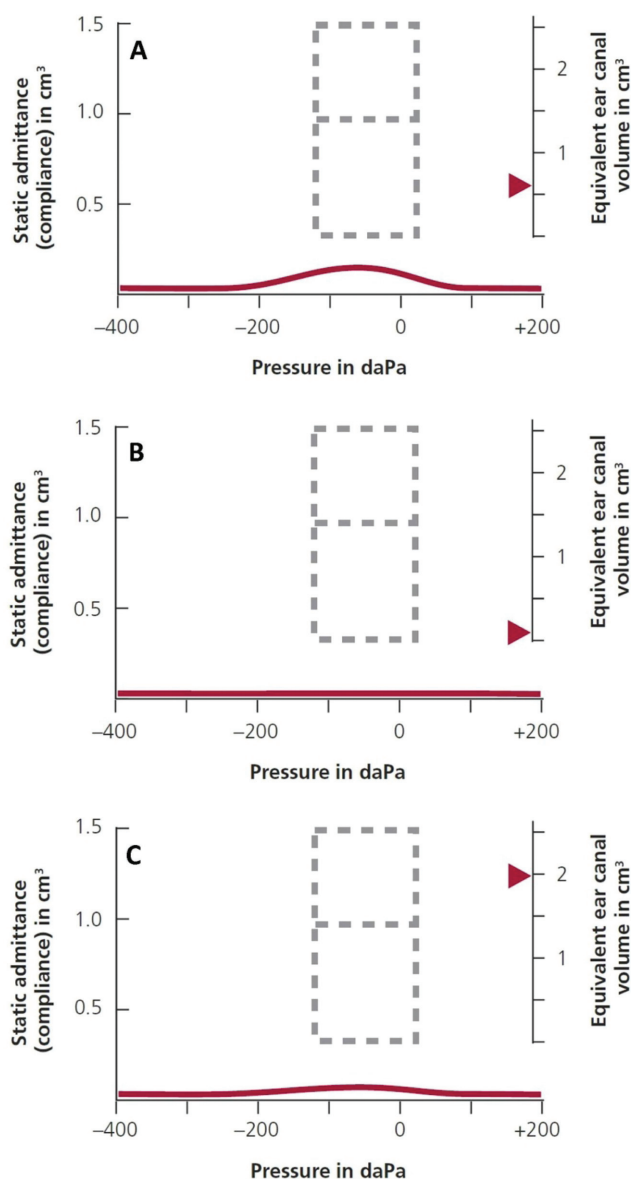 A
1.5
1.0
0.5
Static admittance
(compliance) in cm³
2
1
Equivalent ear canal
volume in cm³
–400
–200
0
+200
Pressure in daPa
B
1.5
1.0
0.5
Static admittance
(compliance) in cm³
2
1
Equivalent ear canal
volume in cm³
–400
–200
0
+200
Pressure in daPa
C
1.5
1.0
0.5
Static admittance
(compliance) in cm³
2
1
Equivalent ear canal
volume in cm³
–400
–200
0
+200
Pressure in daPa